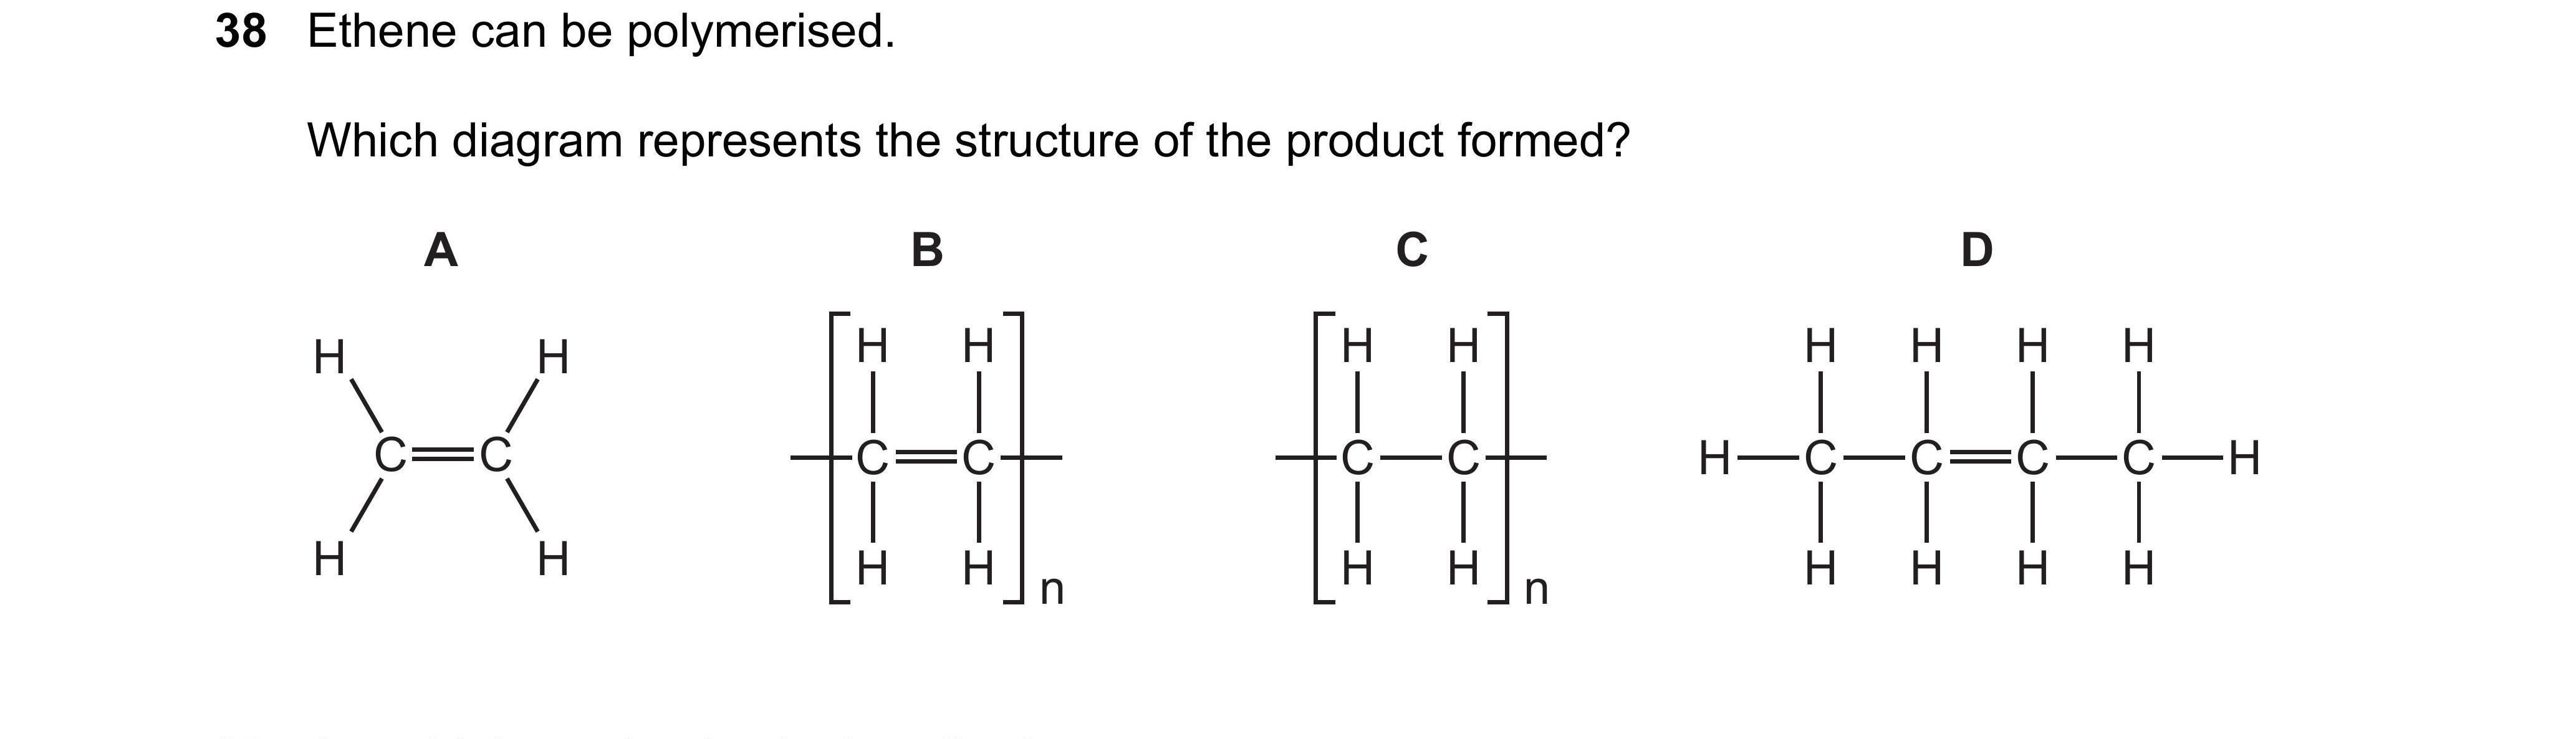 38 Ethene can be polymerised.
Which diagram represents the structure of the product formed?
A B C D
H H H H H H H H H H
C C C C C C H C C C C H
H H H H H H H H H H
n n